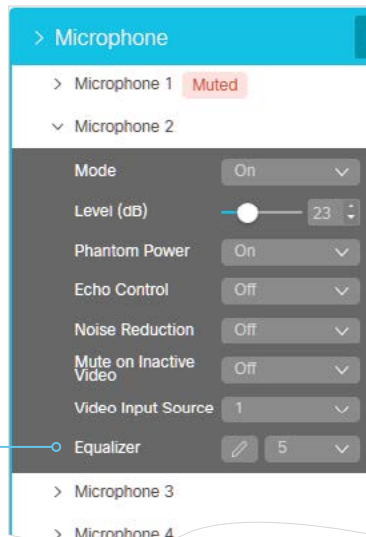 Microphone
Microphone 1 Muted
Microphone 2
Mode On
Level (dB) 23
Phantom Power On
Echo Control Off
Noise Reduction Off
Mute on Inactive
Video Off
Video Input Source 1
Equalizer 5
Microphone 3
Microphone 4